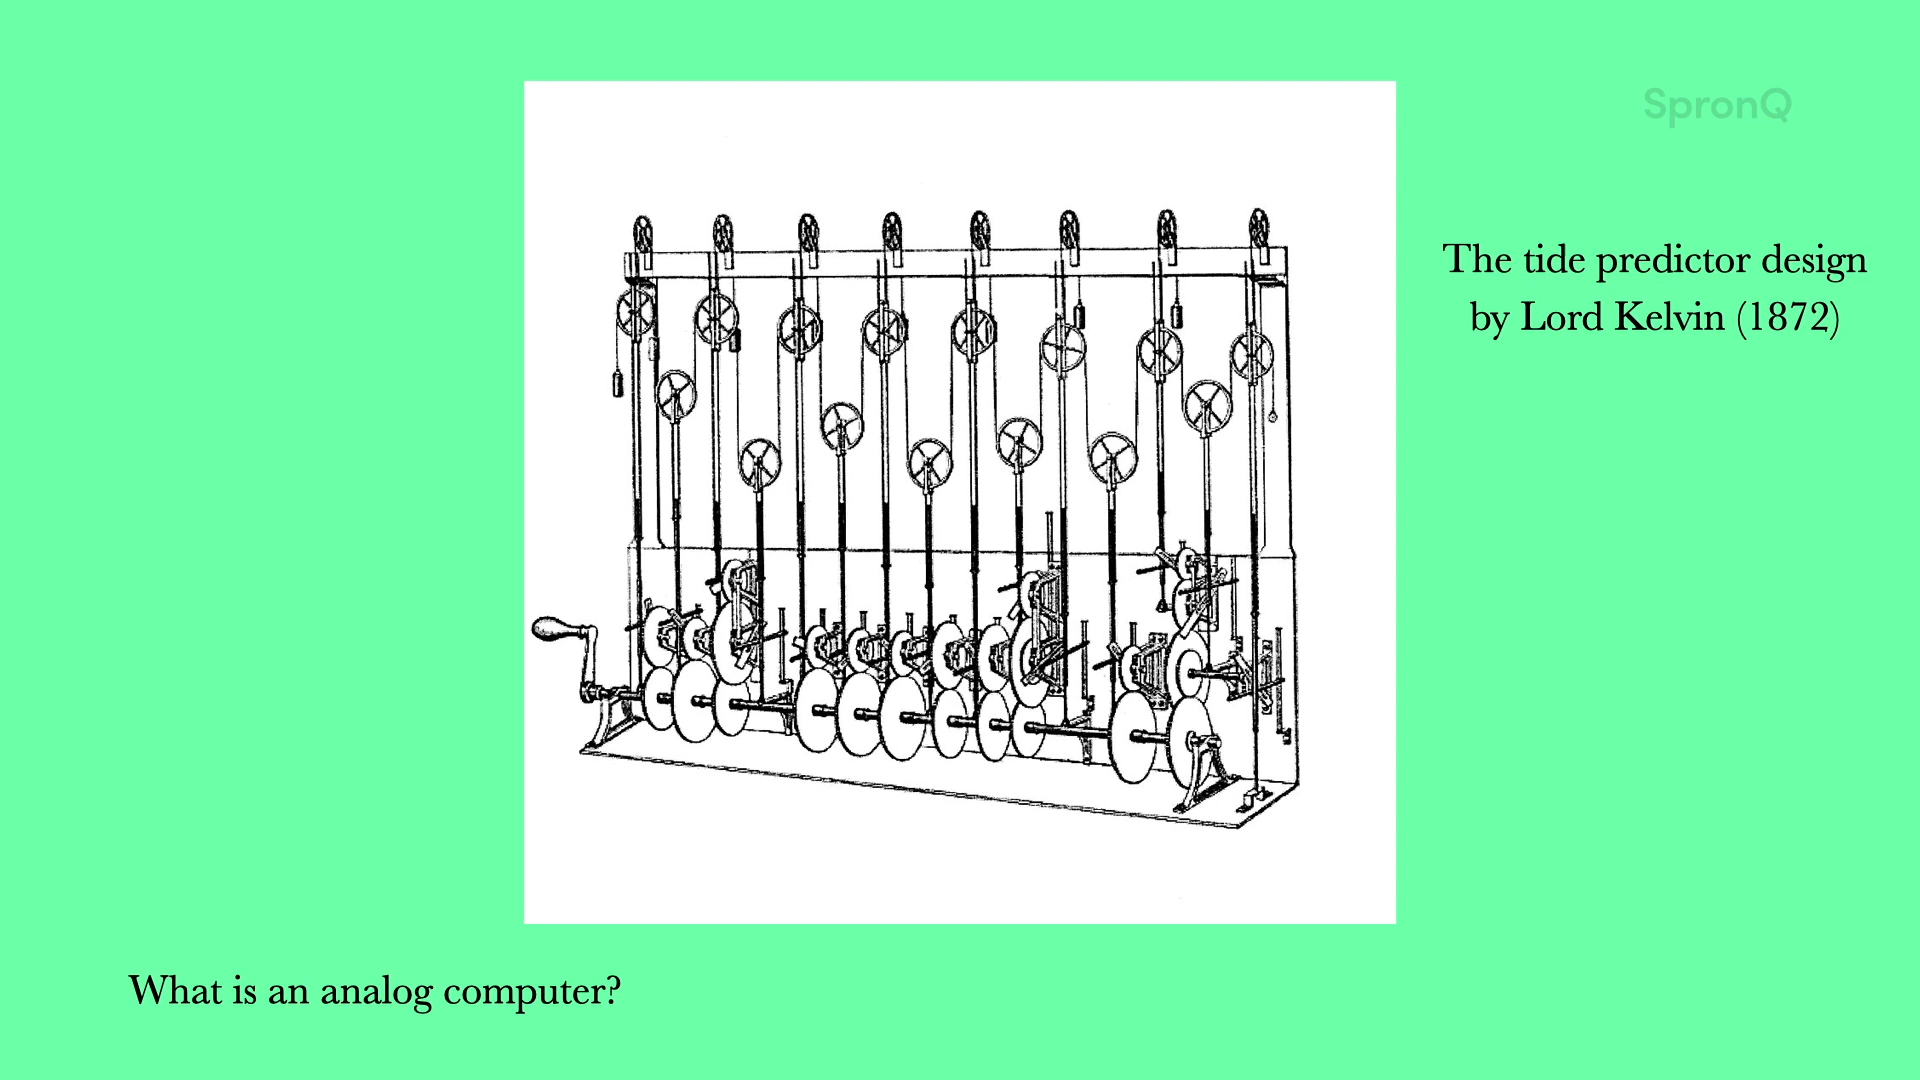 SpronQ
The tide predictor design
by Lord Kelvin (1872)
What is an analog computer?